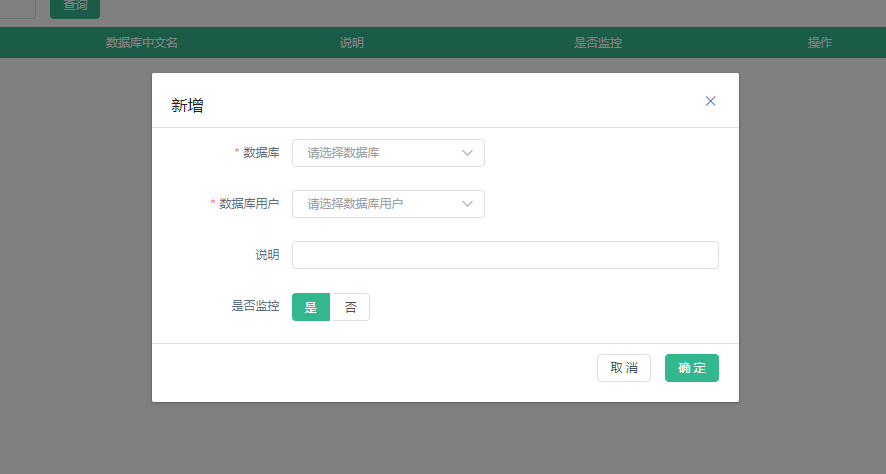 查询
数据库中文名 说明 是否监控 操作
新增
* 数据库 请选择数据库
* 数据库用户 请选择数据库用户
说明
是否监控 是 否
取消 确定